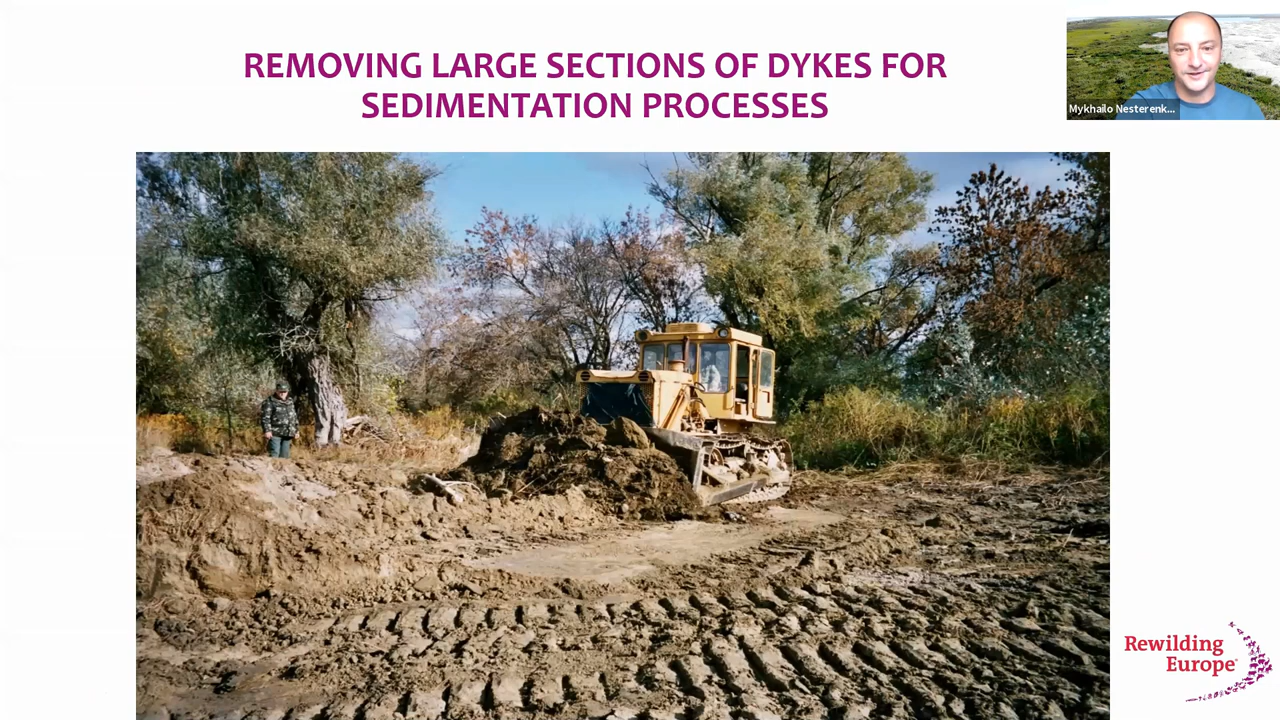 REMOVING LARGE SECTIONS OF DYKES FOR
SEDIMENTATION PROCESSES
Mykhailo Nesterenk...
Rewilding
Europe